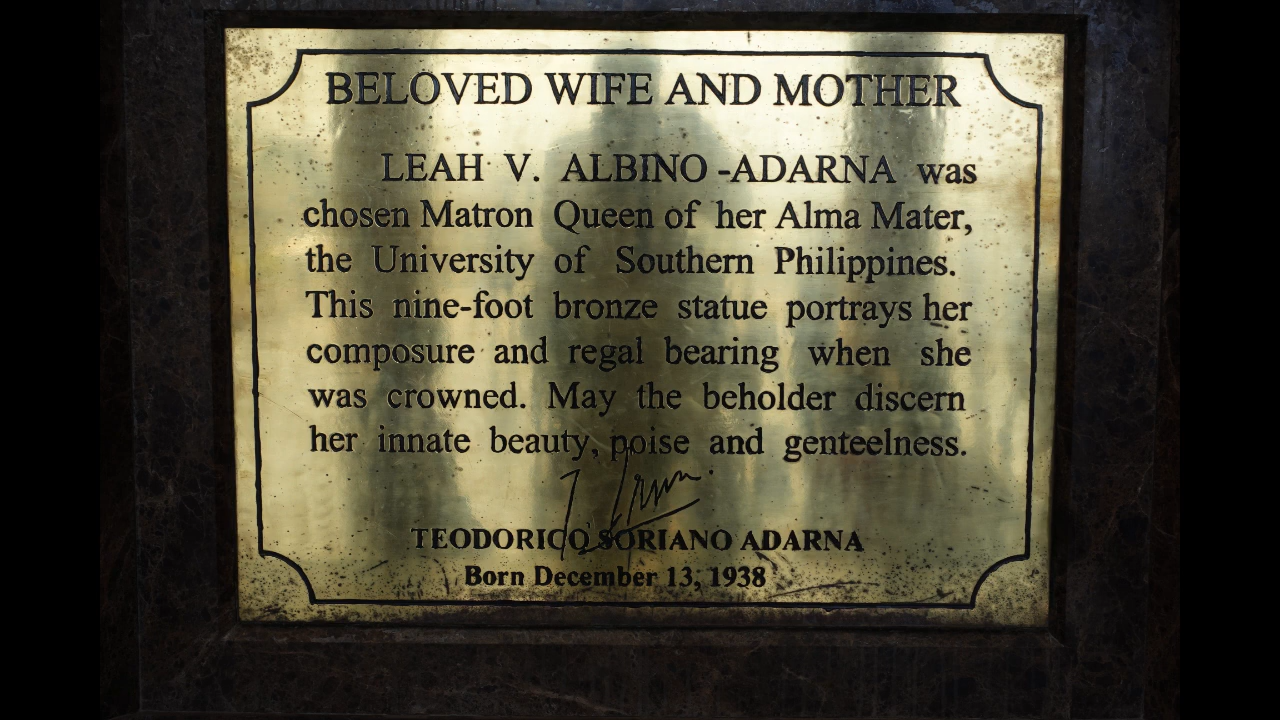 BELOVED WIFE AND MOTHER
LEAH V. ALBINO -ADARNA was
chosen Matron Queen of her Alma Mater,
the University of Southern Philippines.
This nine-foot bronze statue portrays her
composure and regal bearing when she
was crowned. May the beholder discern
her innate beauty, poise and genteelness.
TEODORICO SORIANO ADARNA
Born December 13, 1938